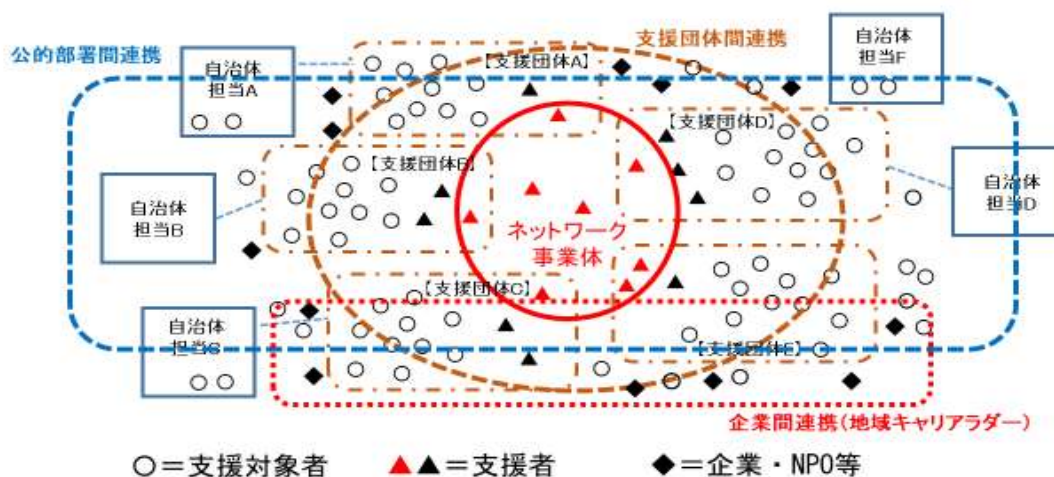 公的部署間連携
支援団体間連携
自治体
担当A
【支援団体A】
自治体
担当F
【支援団体B】
【支援団体D】
自治体
担当B
自治体
担当D
ネットワーク
事業体
【支援団体C】
自治体
担当C
【支援団体E】
企業間連携(地域キャリアラダー)
○=支援対象者
▲▲=支援者
◆=企業・NPO等